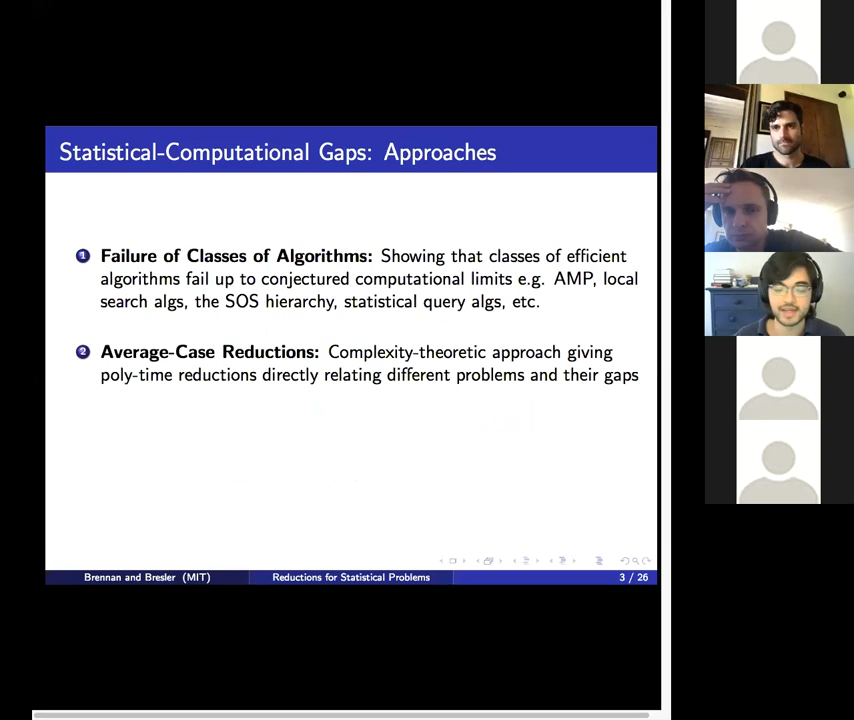 Statistical-Computational Gaps: Approaches
1 Failure of Classes of Algorithms: Showing that classes of efficient
algorithms fail up to conjectured computational limits e.g. AMP, local
search algs, the SOS hierarchy, statistical query algs, etc.
2 Average-Case Reductions: Complexity-theoretic approach giving
poly-time reductions directly relating different problems and their gaps
Brennan and Bresler (MIT) Reductions for Statistical Problems 3 / 26